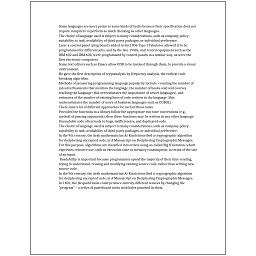 Some languages are more prone to some kinds of faults because their specification does not
require compilers to perform as much checking as other languages.
The choice of language used is subject to many considerations, such as company policy,
suitability to task, availability of third-party packages, or individual preference.
Later a control panel (plug board) added to his 1906 Type I Tabulator allowed it to be
programmed for different jobs, and by the late 1940s, unit record equipment such as the
IBM 602 and IBM 604, were programmed by control panels in a similar way, as were the
first electronic computers.
Some text editors such as Emacs allow GDB to be invoked through them, to provide a visual
environment.
He gave the first description of cryptanalysis by frequency analysis, the earliest code-
breaking algorithm.
Methods of measuring programming language popularity include: counting the number of
job advertisements that mention the language, the number of books sold and courses
teaching the language (this overestimates the importance of newer languages), and
estimates of the number of existing lines of code written in the language (this
underestimates the number of users of business languages such as COBOL).
There exist a lot of different approaches for each of those tasks.
Provided the functions in a library follow the appropriate run-time conventions (e.g.,
method of passing arguments), then these functions may be written in any other language.
Unreadable code often leads to bugs, inefficiencies, and duplicated code.
The choice of language used is subject to many considerations, such as company policy,
suitability to task, availability of third-party packages, or individual preference.
In the 9th century, the Arab mathematician Al-Kindi described a cryptographic algorithm
for deciphering encrypted code, in A Manuscript on Deciphering Cryptographic Messages.
For this purpose, algorithms are classified into orders using so-called Big O notation, which
expresses resource use, such as execution time or memory consumption, in terms of the size
of an input.
Readability is important because programmers spend the majority of their time reading,
trying to understand, reusing and modifying existing source code, rather than writing new
source code.
In the 9th century, the Arab mathematician Al-Kindi described a cryptographic algorithm
for deciphering encrypted code, in A Manuscript on Deciphering Cryptographic Messages.
In 1801, the Jacquard loom could produce entirely different weaves by changing the
"program" – a series of pasteboard cards with holes punched in them.